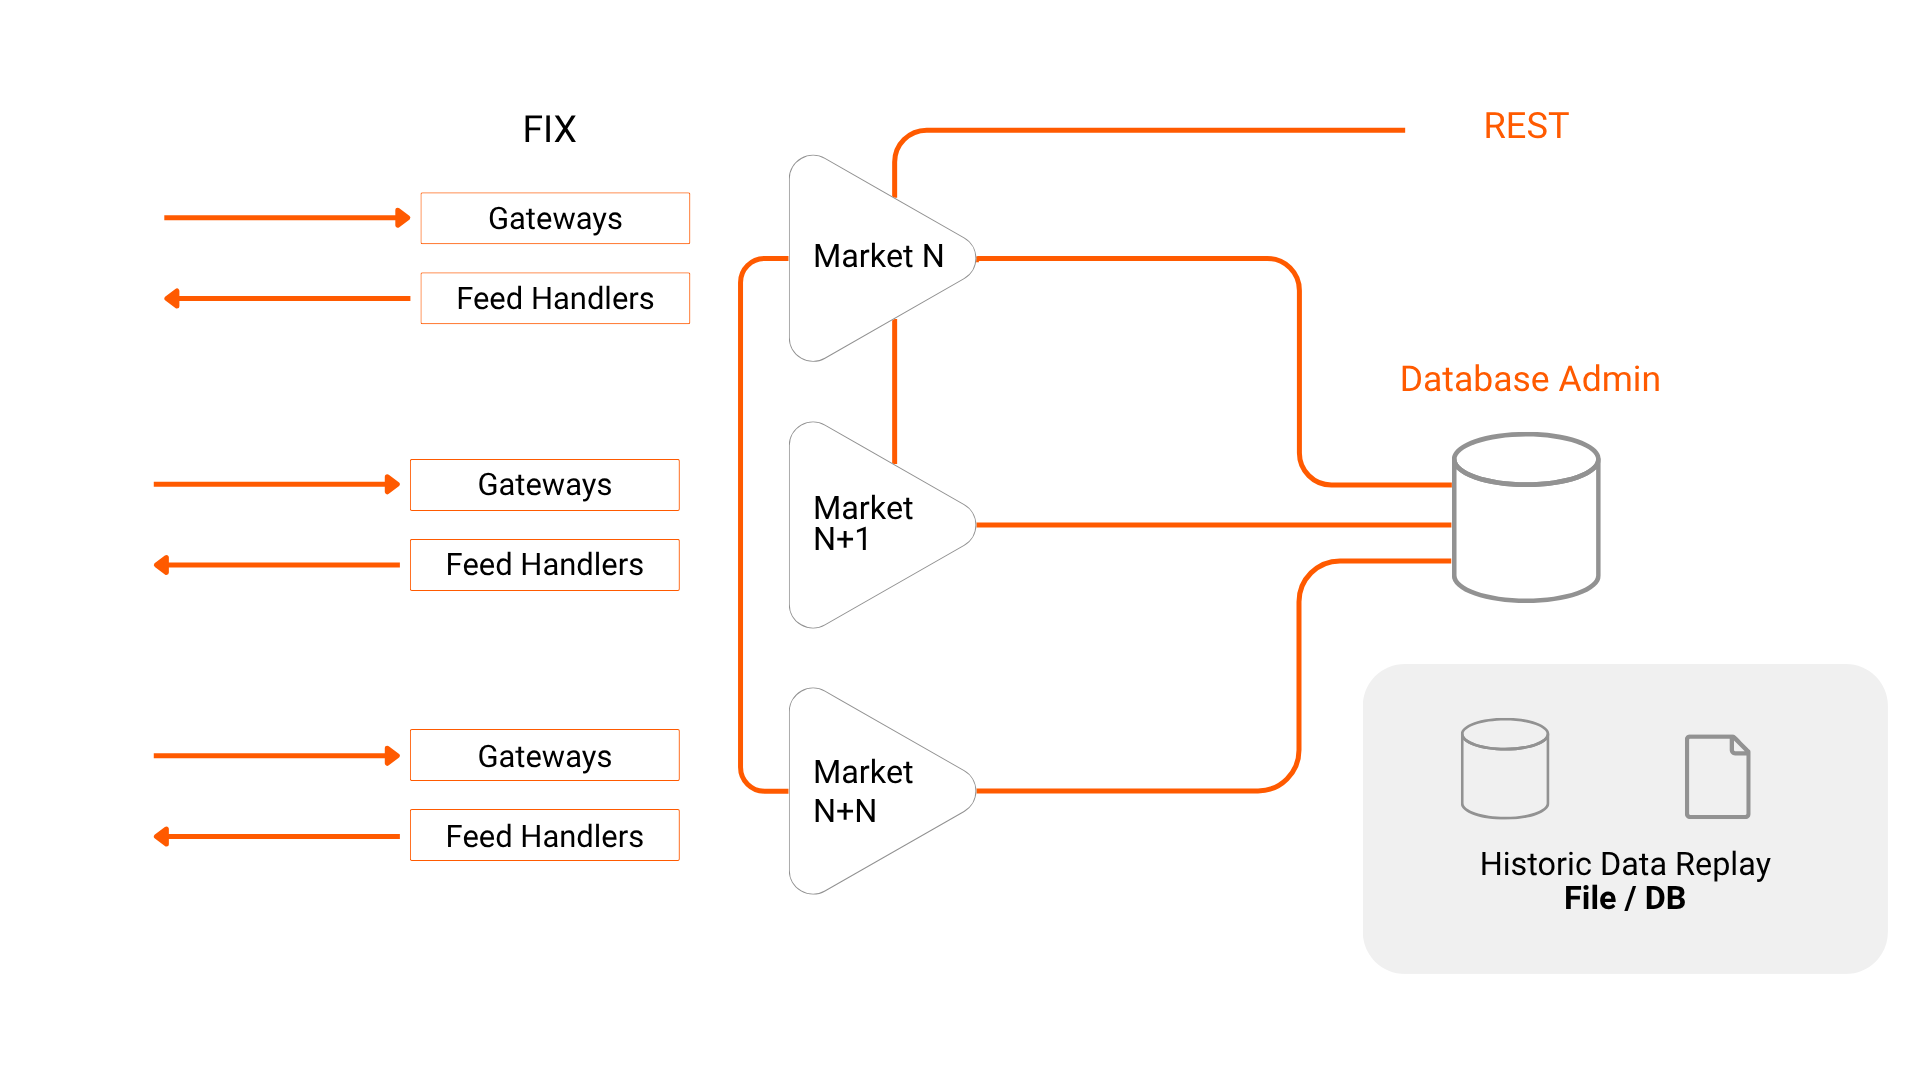 FIX
REST
Gateways
Feed Handlers
Market N
Database Admin
Gateways
Feed Handlers
Market
N+1
Gateways
Feed Handlers
Market
N+N
Historic Data Replay
File / DB